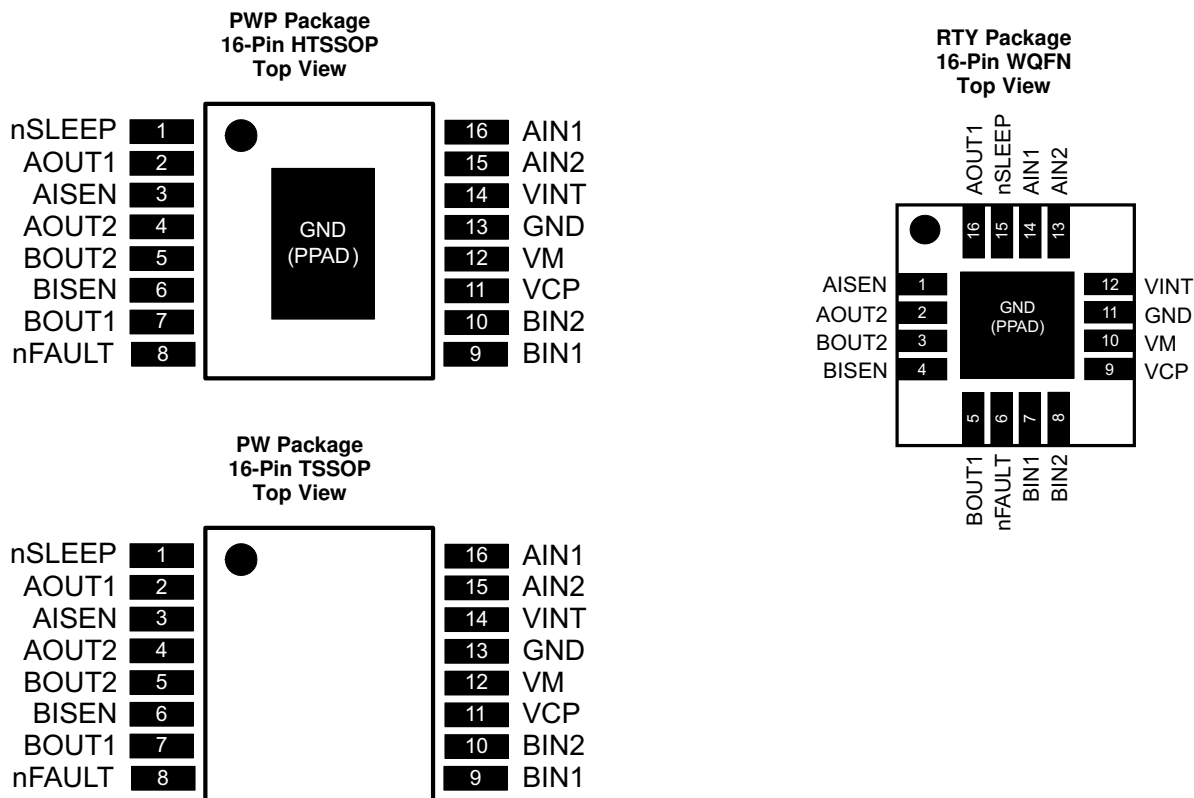 PWP Package
16-Pin HTSSOP
Top View
nSLEEP 1 16 AIN1
AOUT1 2 15 AIN2
AISEN 3 14 VINT
AOUT2 4 13 GND
BOUT2 5 12 VM
BISEN 6 11 VCP
BOUT1 7 10 BIN2
nFAULT 8 9 BIN1
GND
(PPAD)
RTY Package
16-Pin WQFN
Top View
AOUT1
nSLEEP
AIN1
AIN2
16
15
14
13
AISEN 1 12 VINT
AOUT2 2 11 GND
BOUT2 3 10 VM
BISEN 4 9 VCP
GND
(PPAD)
5
6
7
8
BOUT1
nFAULT
BIN1
BIN2
PW Package
16-Pin TSSOP
Top View
nSLEEP 1 16 AIN1
AOUT1 2 15 AIN2
AISEN 3 14 VINT
AOUT2 4 13 GND
BOUT2 5 12 VM
BISEN 6 11 VCP
BOUT1 7 10 BIN2
nFAULT 8 9 BIN1